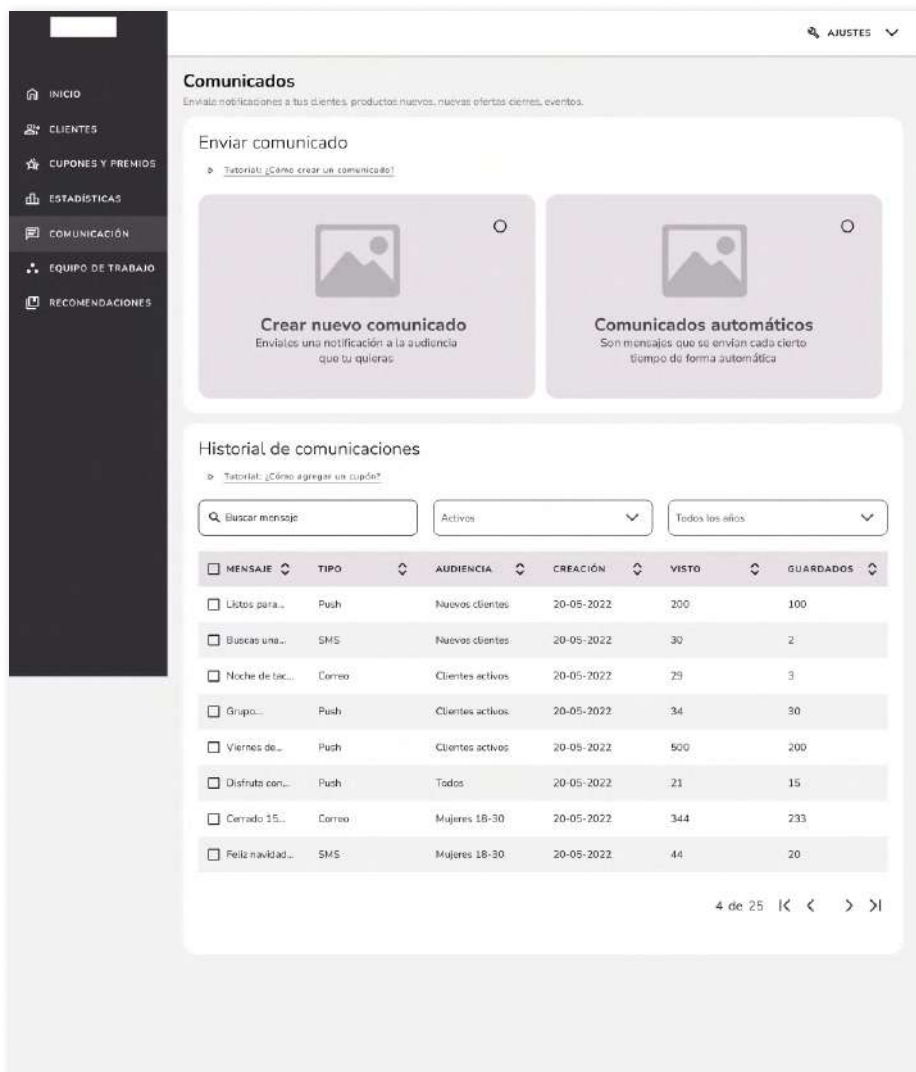 AJUSTES
INICIO
CLIENTES
CUPONES Y PREMIOS
ESTADÍSTICAS
COMUNICACIÓN
EQUIPO DE TRABAJO
RECOMENDACIONES
Comunicados
Enviale notificaciones a tus clientes, productos nuevos, nuevas ofertas cierres, eventos.
Enviar comunicado
Tutorial: ¿Cómo crear un comunicado?
Crear nuevo comunicado
Enviales una notificación a la audiencia
que tu quieras
Comunicados automáticos
Son mensajes que se envian cada cierto
tiempo de forma automática
Historial de comunicaciones
Tutorial: ¿Cómo agregar un cupón?
Buscar mensaje Activos Todos los años
MENSAJE TIPO AUDIENCIA CREACIÓN VISTO GUARDADOS
Listos para... Push Nuevos clientes 20-05-2022 200 100
Buscas una... SMS Nuevos clientes 20-05-2022 30 2
Noche de tac... Correo Clientes activos 20-05-2022 29 3
Grupo... Push Clientes activos 20-05-2022 34 30
Viernes de... Push Clientes activos 20-05-2022 500 200
Disfruta con... Push Todos 20-05-2022 21 15
Cerrado 15... Correo Mujeres 18-30 20-05-2022 344 233
Feliz navidad... SMS Mujeres 18-30 20-05-2022 44 20
4 de 25